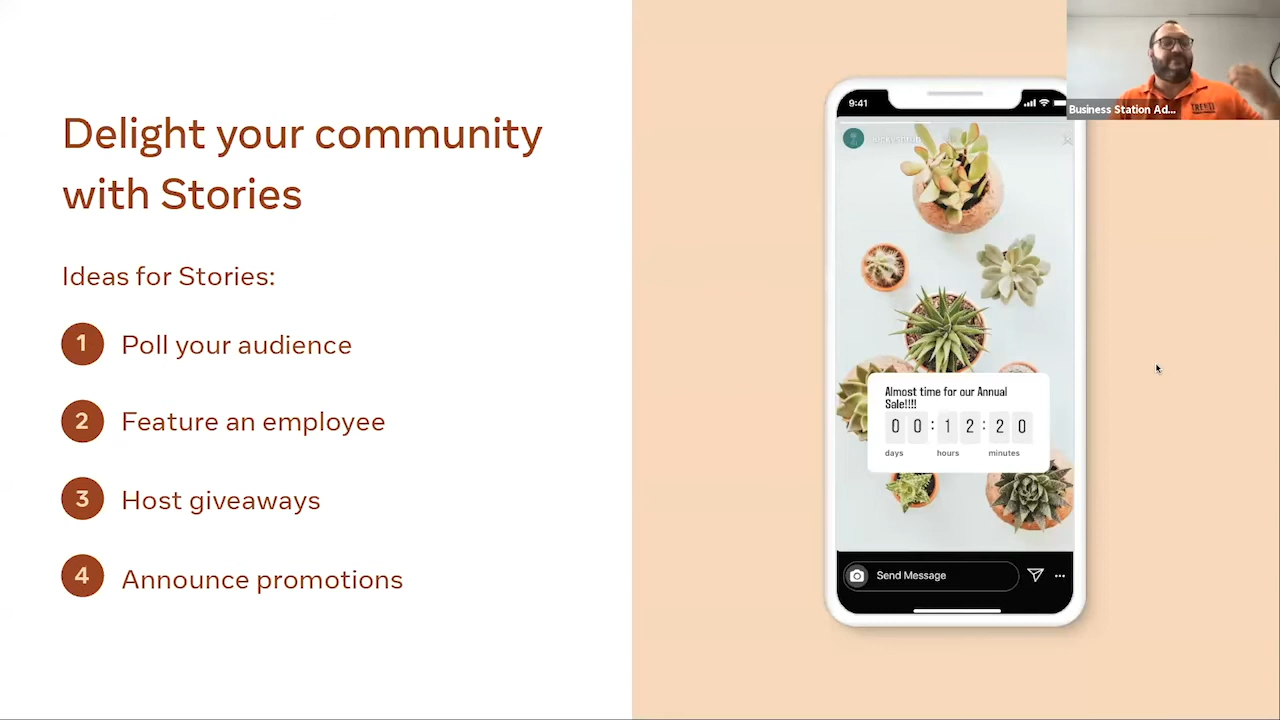 Delight your community
with Stories
Ideas for Stories:
1 Poll your audience
2 Feature an employee
3 Host giveaways
4 Announce promotions
9:41
Almost time for our Annual
Sale!!!!
0 0 : 1 2 : 2 0
days hours minutes
Send Message
Business Station Ad...